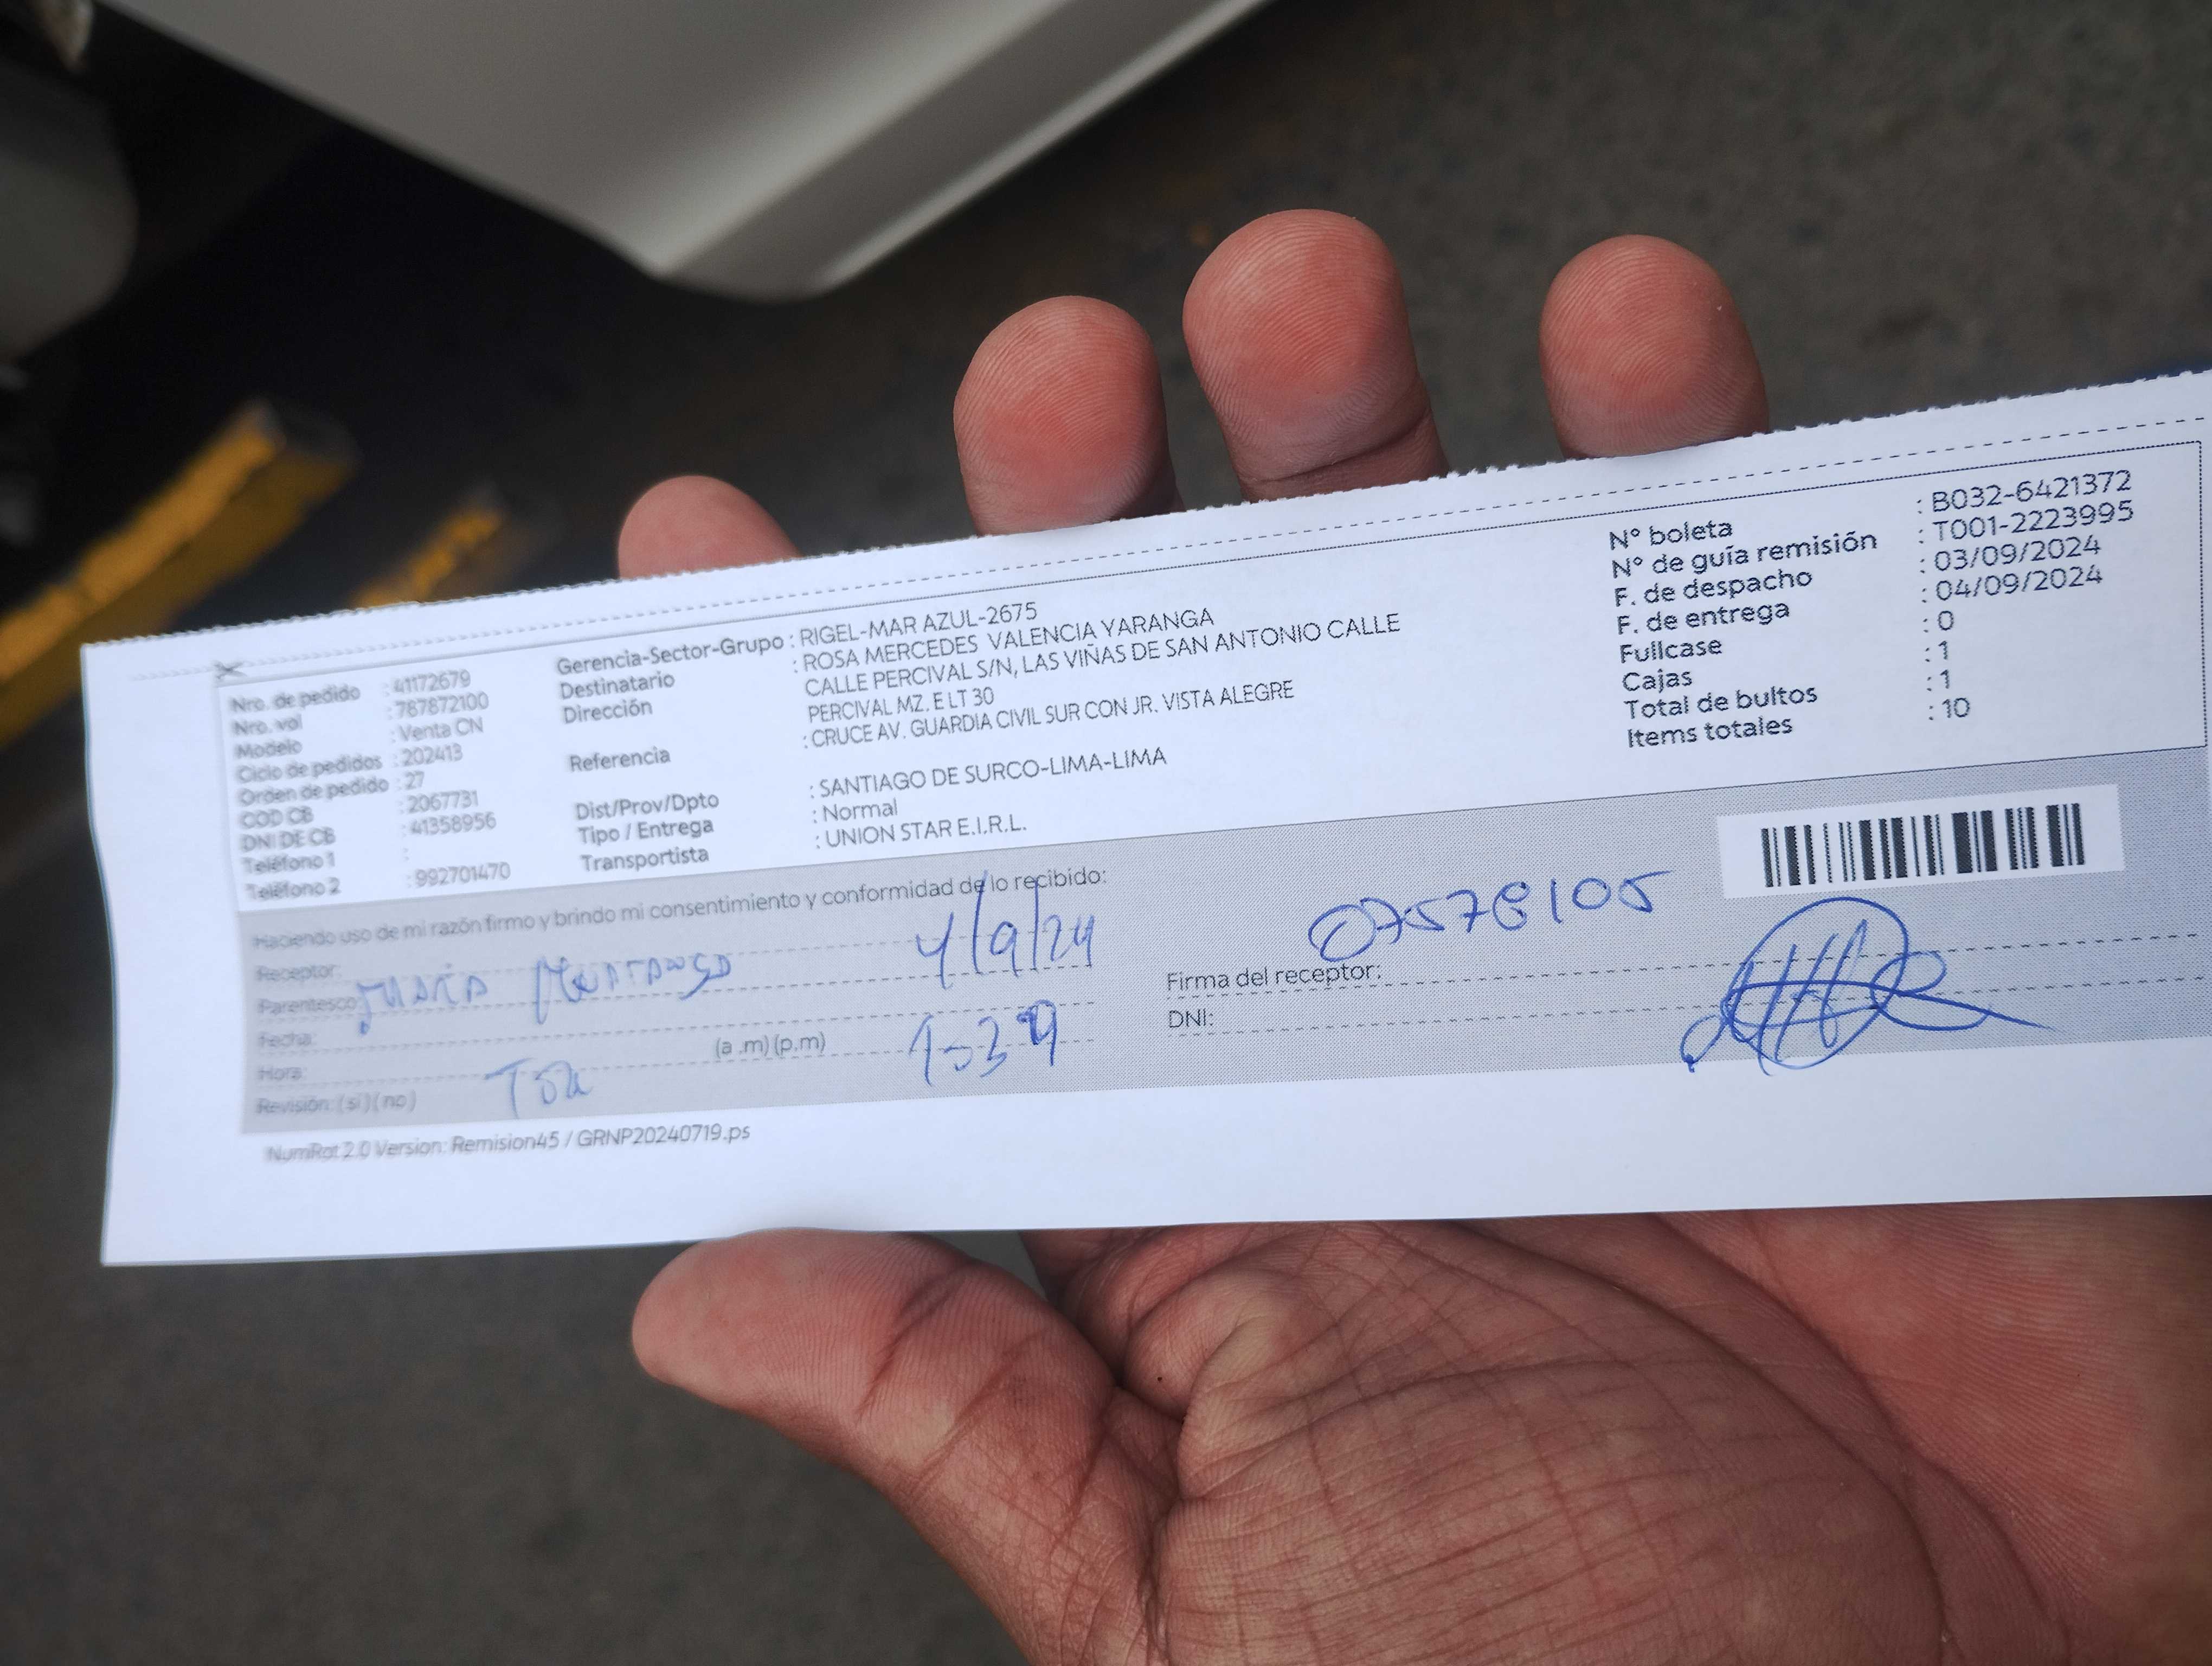 Nro. de pedido : 41172679
Nro. vol : 787872100
Modelo : Venta CN
Ciclo de pedidos : 202413
Orden de pedido : 27
COD CB : 2067731
DNI DE CB : 41358956
Teléfono 1 :
Teléfono 2 : 992701470
Gerencia-Sector-Grupo : RIGEL-MAR AZUL-2675
Destinatario : ROSA MERCEDES VALENCIA YARANGA
Dirección CALLE PERCIVAL S/N, LAS VIÑAS DE SAN ANTONIO CALLE
PERCIVAL MZ. E LT 30
Referencia : CRUCE AV. GUARDIA CIVIL SUR CON JR. VISTA ALEGRE
Dist/Prov/Dpto : SANTIAGO DE SURCO-LIMA-LIMA
Tipo / Entrega : Normal
Transportista : UNION STAR E.I.R.L.
N° boleta : B032-6421372
N° de guía remisión : T001-2223995
F. de despacho : 03/09/2024
F. de entrega : 04/09/2024
Fullcase : 0
Cajas : 1
Total de bultos : 1
Items totales : 10
Haciendo uso de mi razón firmo y brindo mi consentimiento y conformidad de lo recibido:
Receptor:
Parentesco:
4/9/24
Fecha:
Hora: (a .m) (p.m)
Revisión: (si) ( no )
07578105
Firma del receptor:
DNI:
NumRot 2.0 Version: Remision45 / GRNP20240719.ps